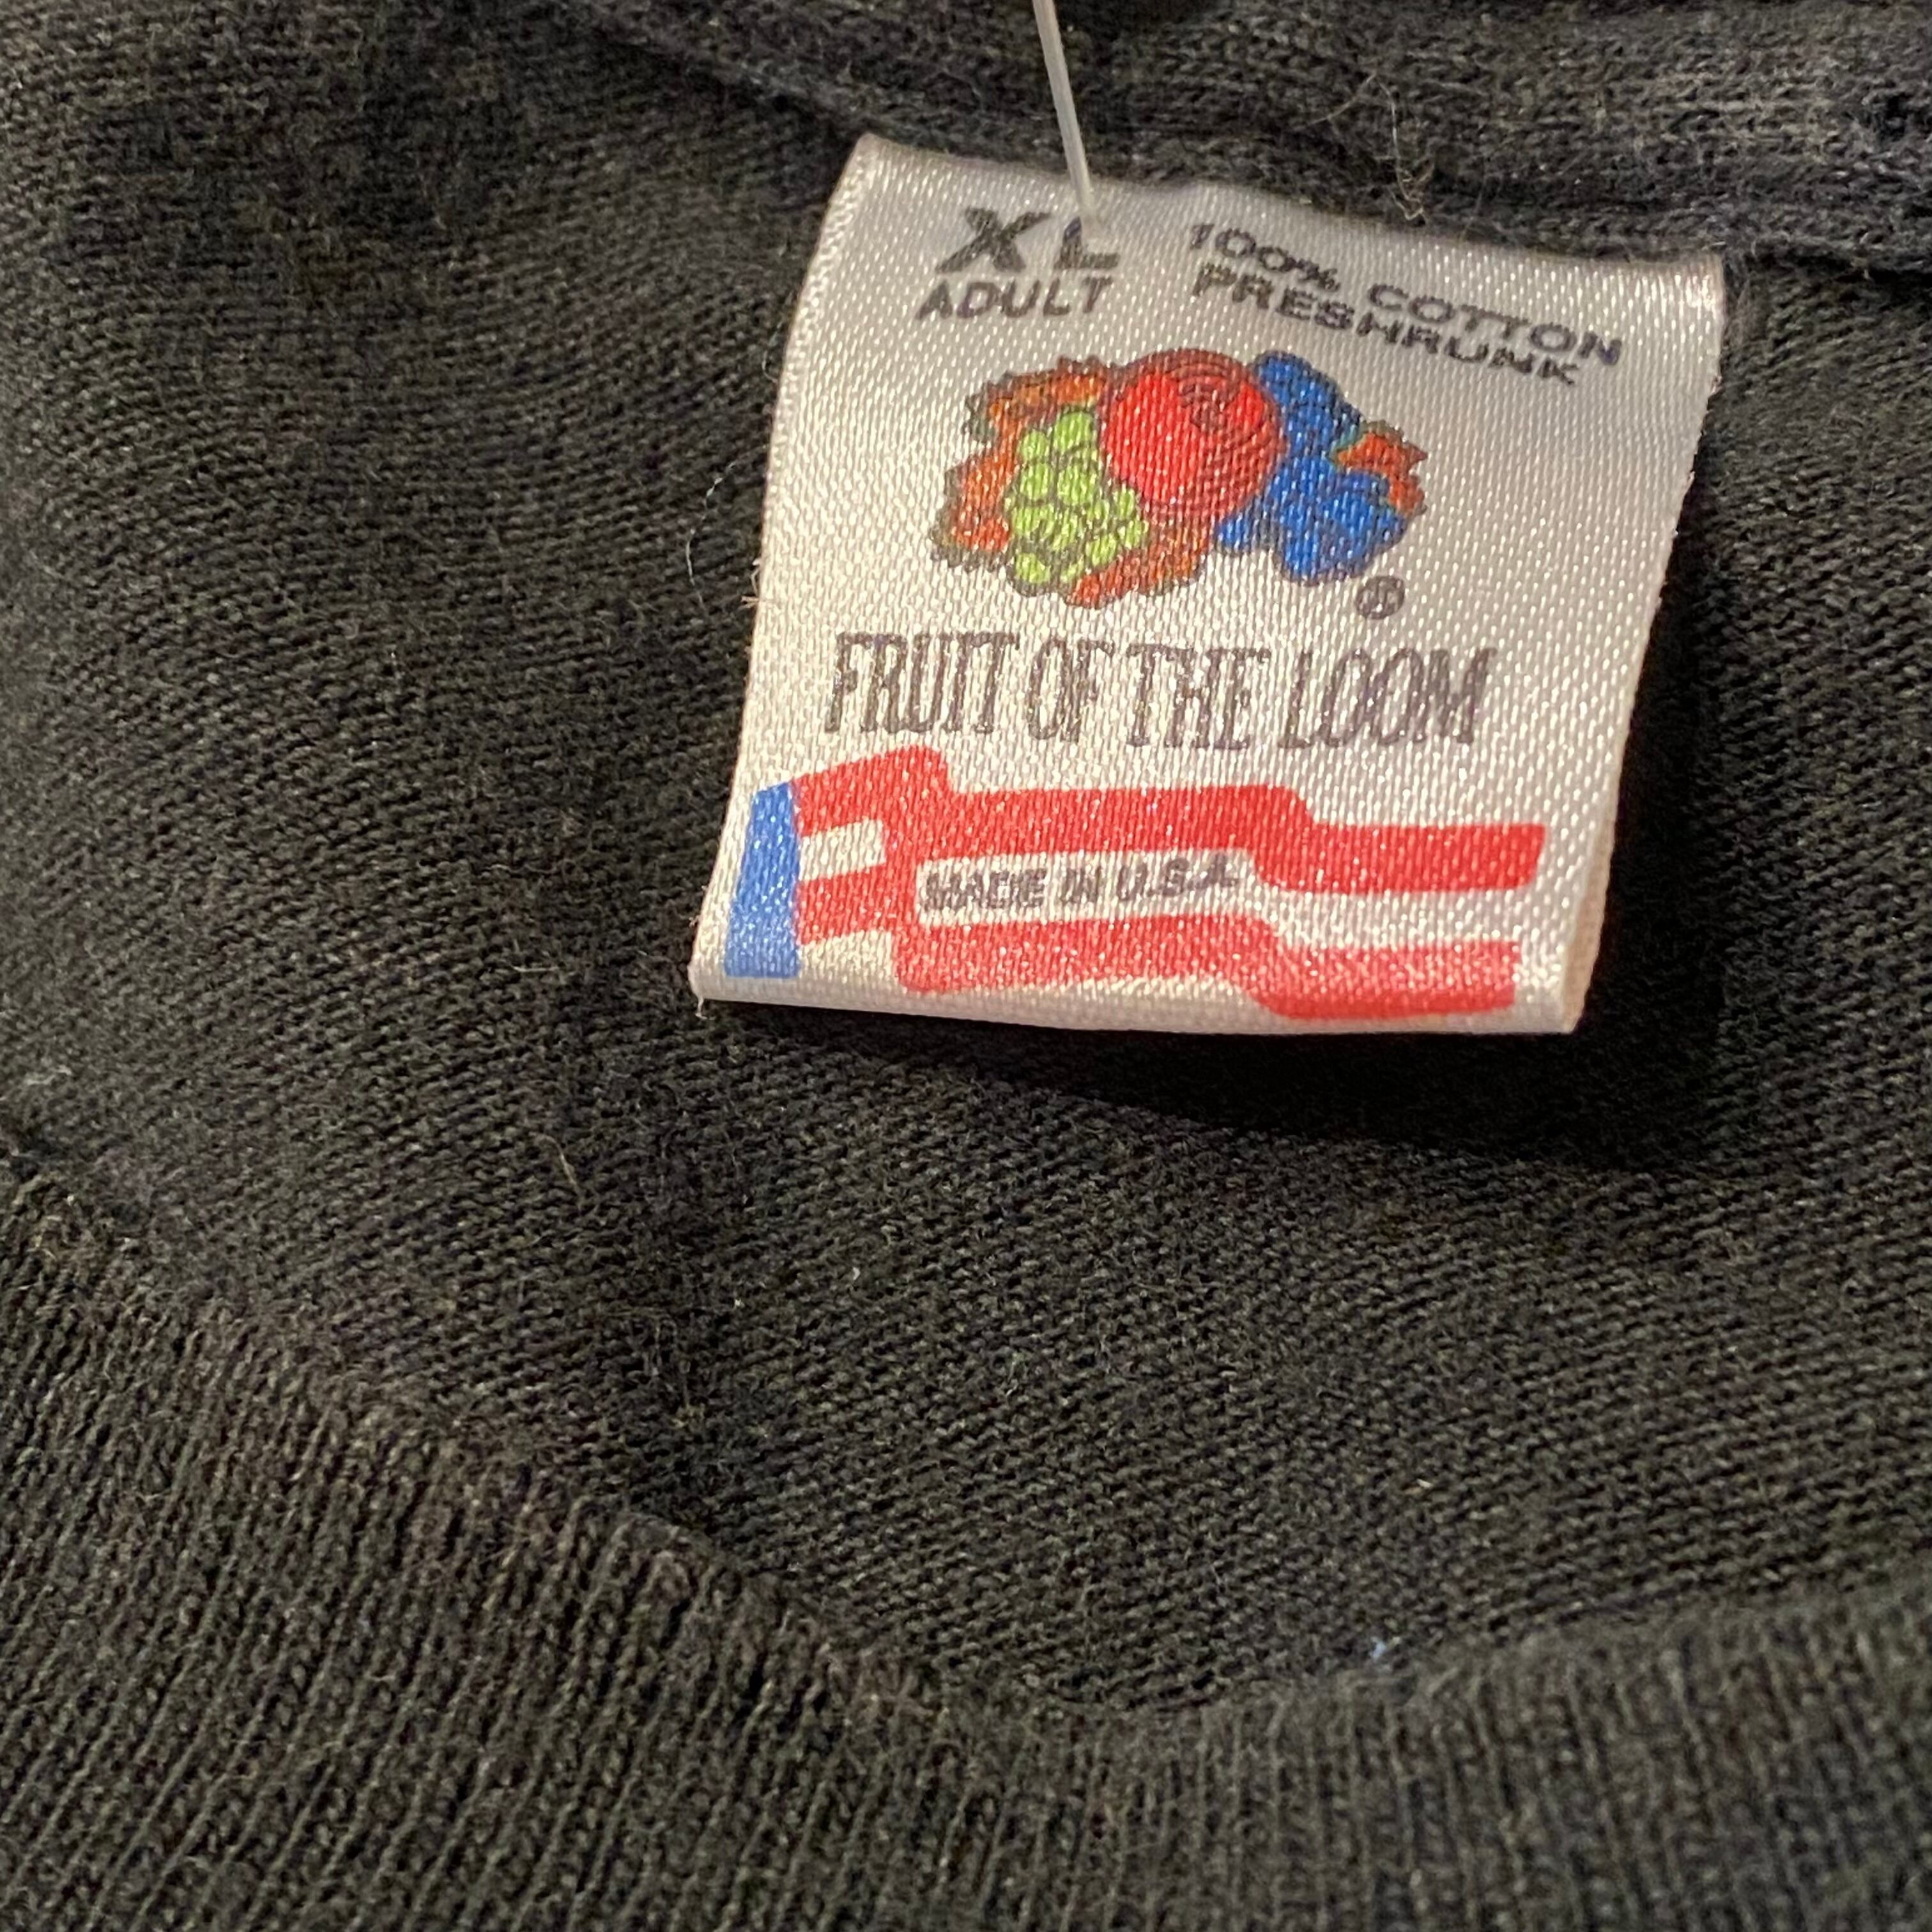 XL
ADULT
100% COTTON
PRESHRUNK
®
FRUIT OF THE LOOM
MADE IN U.S.A.